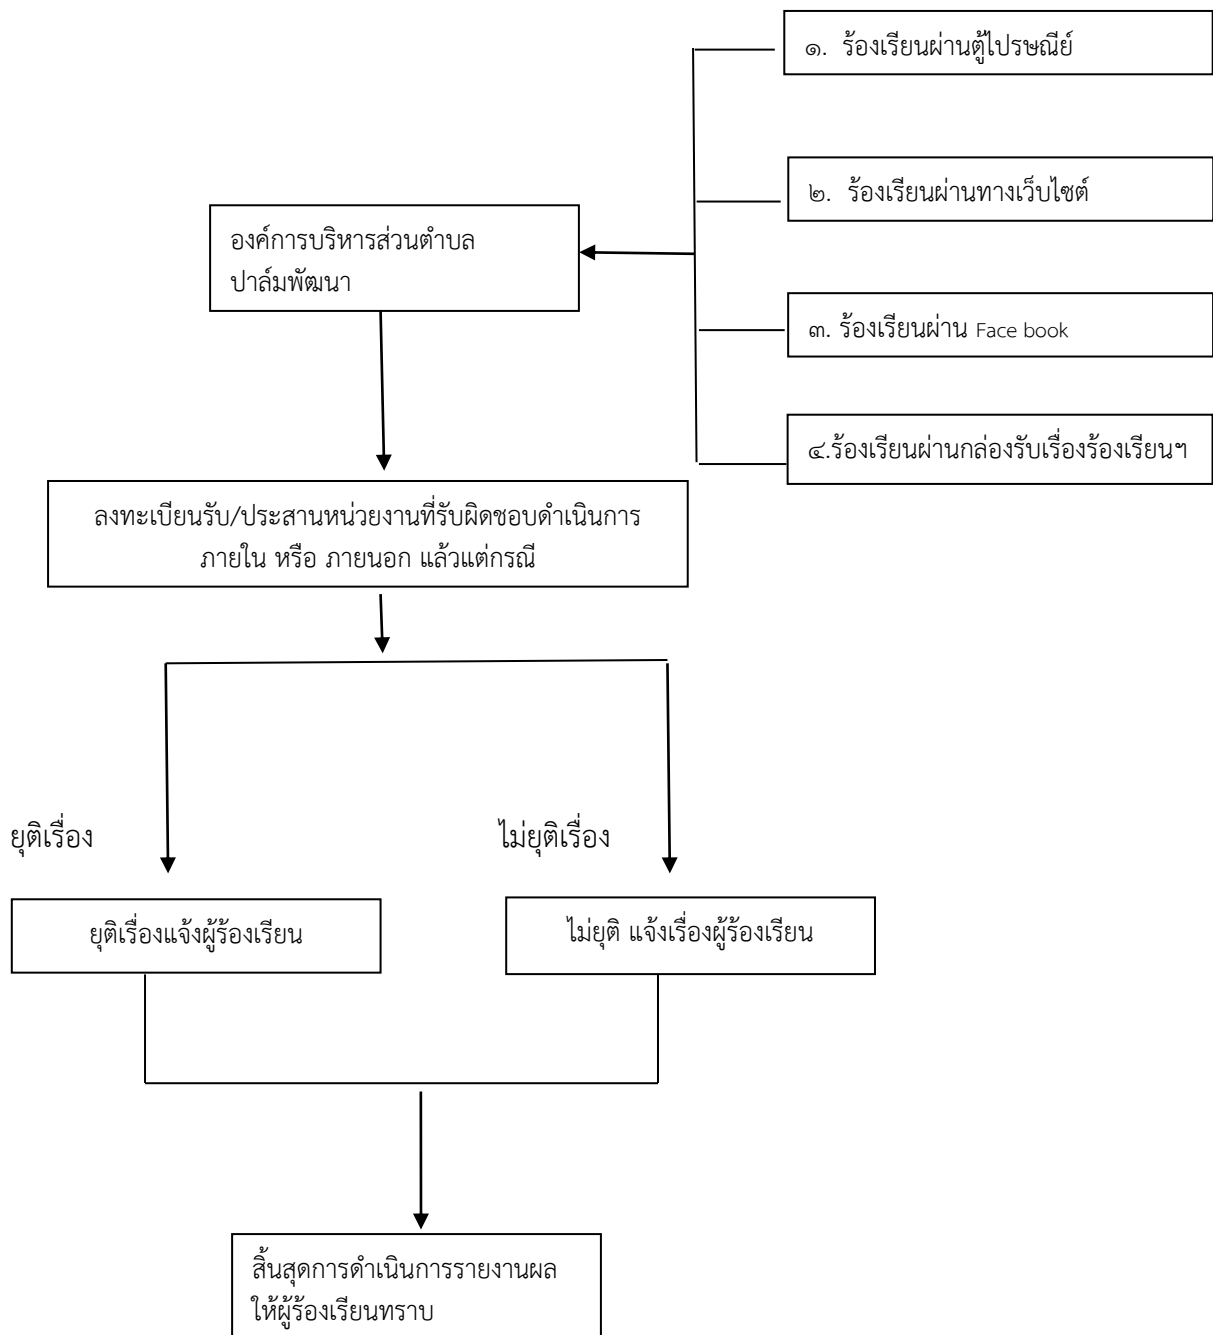 ๑. ร้องเรียนผ่านตู้ไปรษณีย์
๒. ร้องเรียนผ่านทางเว็บไซต์
องค์การบริหารส่วนตำบล
ปาล์มพัฒนา
๓. ร้องเรียนผ่าน Face book
๔.ร้องเรียนผ่านกล่องรับเรื่องร้องเรียนฯ
ลงทะเบียนรับ/ประสานหน่วยงานที่รับผิดชอบดำเนินการ
ภายใน หรือ ภายนอก แล้วแต่กรณี
ยุติเรื่อง
ไม่ยุติเรื่อง
ยุติเรื่องแจ้งผู้ร้องเรียน
ไม่ยุติ แจ้งเรื่องผู้ร้องเรียน
สิ้นสุดการดำเนินการรายงานผล
ให้ผู้ร้องเรียนทราบ